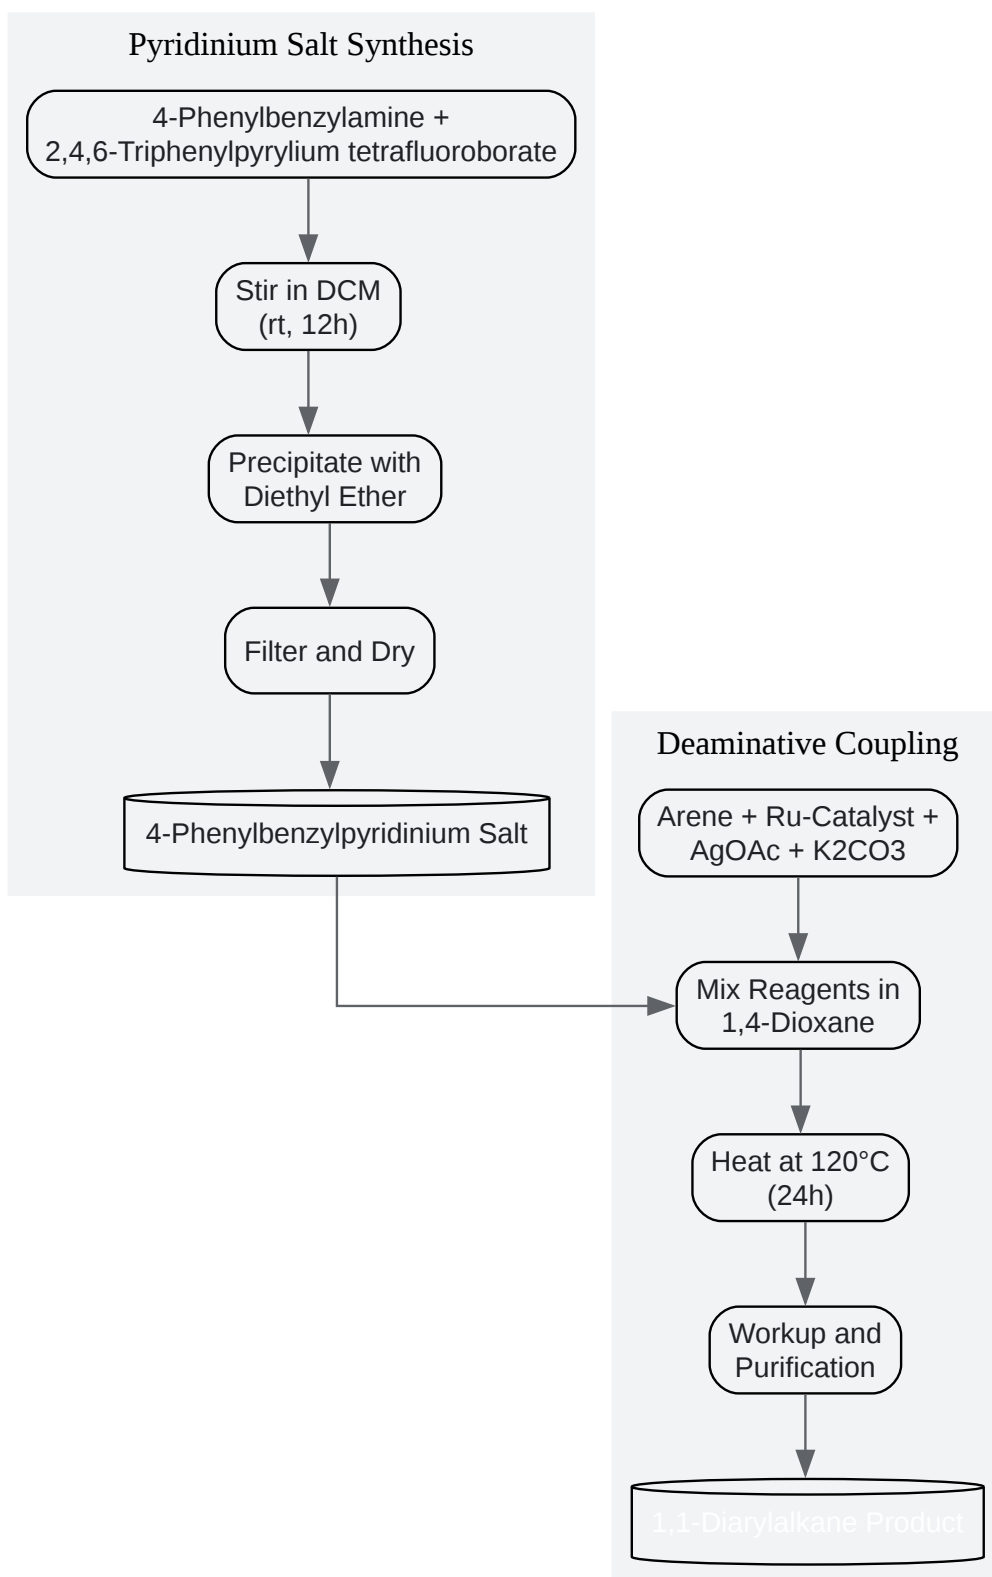 Pyridinium Salt Synthesis
4-Phenylbenzylamine +
2,4,6-Triphenylpyrylium tetrafluoroborate
Stir in DCM
(rt, 12h)
Precipitate with
Diethyl Ether
Filter and Dry
4-Phenylbenzylpyridinium Salt
Deaminative Coupling
Arene + Ru-Catalyst +
AgOAc + K2CO3
Mix Reagents in
1,4-Dioxane
Heat at 120°C
(24h)
Workup and
Purification
1,1-Diarylalkane Product